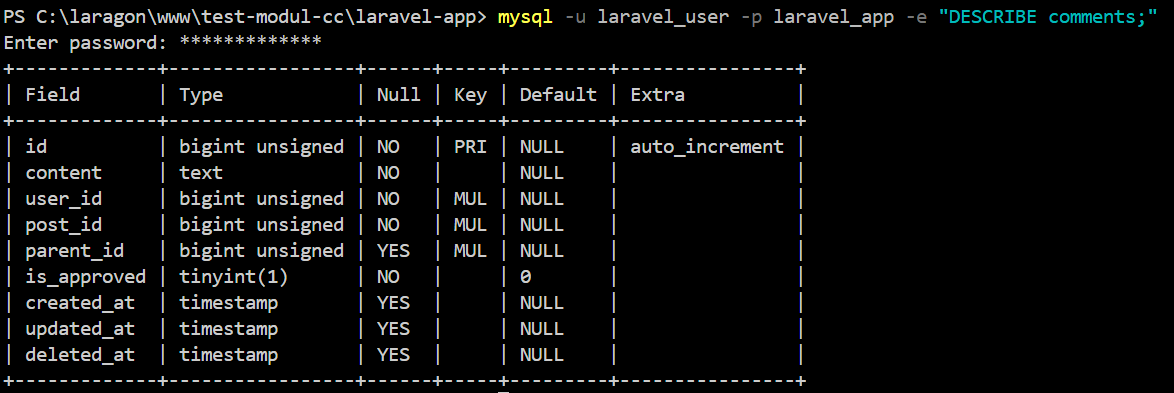 PS C:\laragon\www\test-modul-cc\laravel-app> mysql -u laravel_user -p laravel_app -e "DESCRIBE comments;"
Enter password: *************
+-------------+-----------------+------+-----+---------+----------------+
| Field       | Type            | Null | Key | Default | Extra          |
+-------------+-----------------+------+-----+---------+----------------+
| id          | bigint unsigned | NO   | PRI | NULL    | auto_increment |
| content     | text            | NO   |     | NULL    |                |
| user_id     | bigint unsigned | NO   | MUL | NULL    |                |
| post_id     | bigint unsigned | NO   | MUL | NULL    |                |
| parent_id   | bigint unsigned | YES  | MUL | NULL    |                |
| is_approved | tinyint(1)      | NO   |     | 0       |                |
| created_at  | timestamp       | YES  |     | NULL    |                |
| updated_at  | timestamp       | YES  |     | NULL    |                |
| deleted_at  | timestamp       | YES  |     | NULL    |                |
+-------------+-----------------+------+-----+---------+----------------+